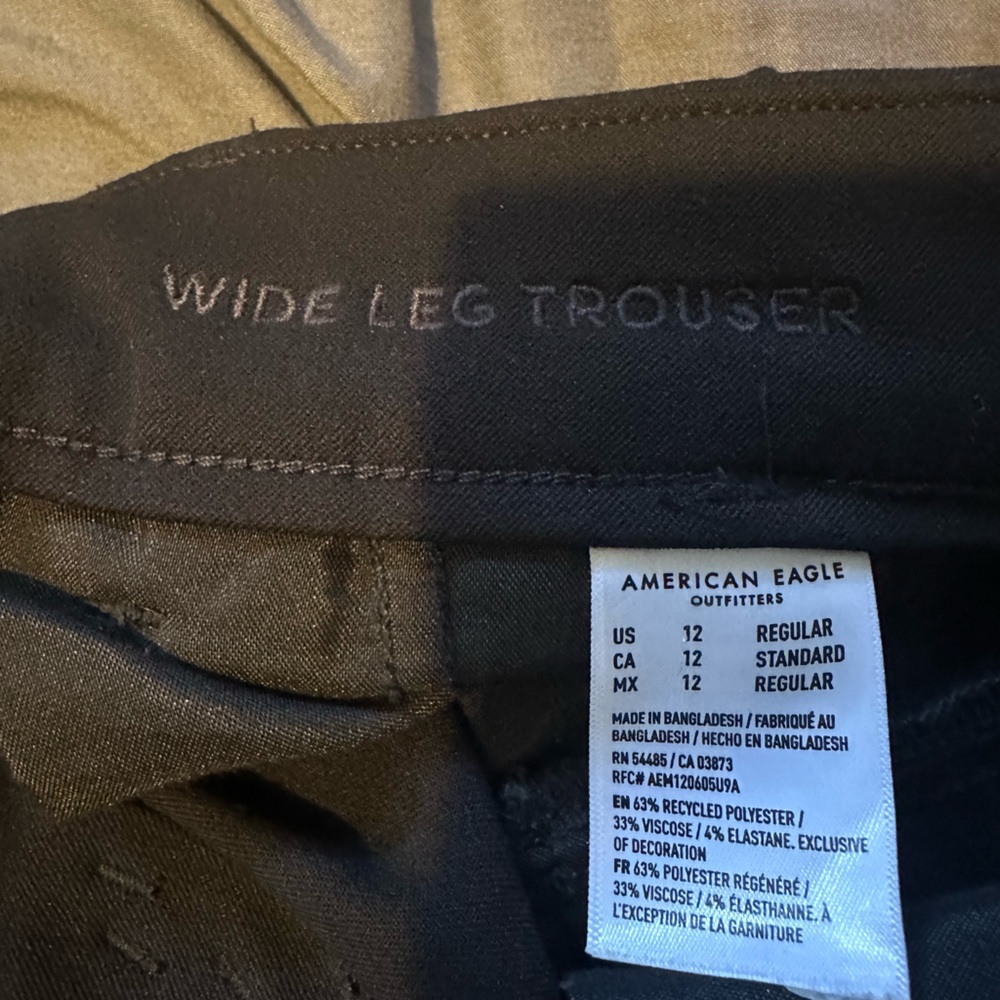 WIDE LEG TROUSER
AMERICAN EAGLE
OUTFITTERS
US 12 REGULAR
CA 12 STANDARD
MX 12 REGULAR
MADE IN BANGLADESH / FABRIQUÉ AU
BANGLADESH / HECHO EN BANGLADESH
RN 54485 / CA 03873
RFC# AEM120605U9A
EN 63% RECYCLED POLYESTER /
33% VISCOSE / 4% ELASTANE. EXCLUSIVE
OF DECORATION
FR 63% POLYESTER RÉGÉNÉRÉ /
33% VISCOSE / 4% ÉLASTHANNE. À
L'EXCEPTION DE LA GARNITURE